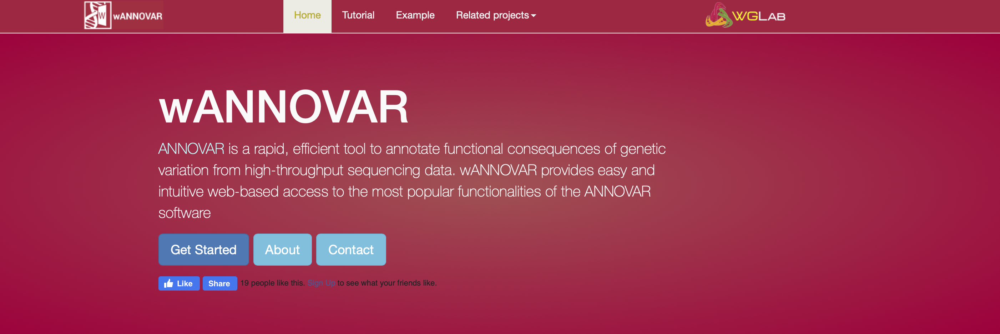 W wANNOVAR
Home Tutorial Example Related projects
WGLAB
wANNOVAR
ANNOVAR is a rapid, efficient tool to annotate functional consequences of genetic
variation from high-throughput sequencing data. wANNOVAR provides easy and
intuitive web-based access to the most popular functionalities of the ANNOVAR
software
Get Started About Contact
Like Share 19 people like this. Sign Up to see what your friends like.